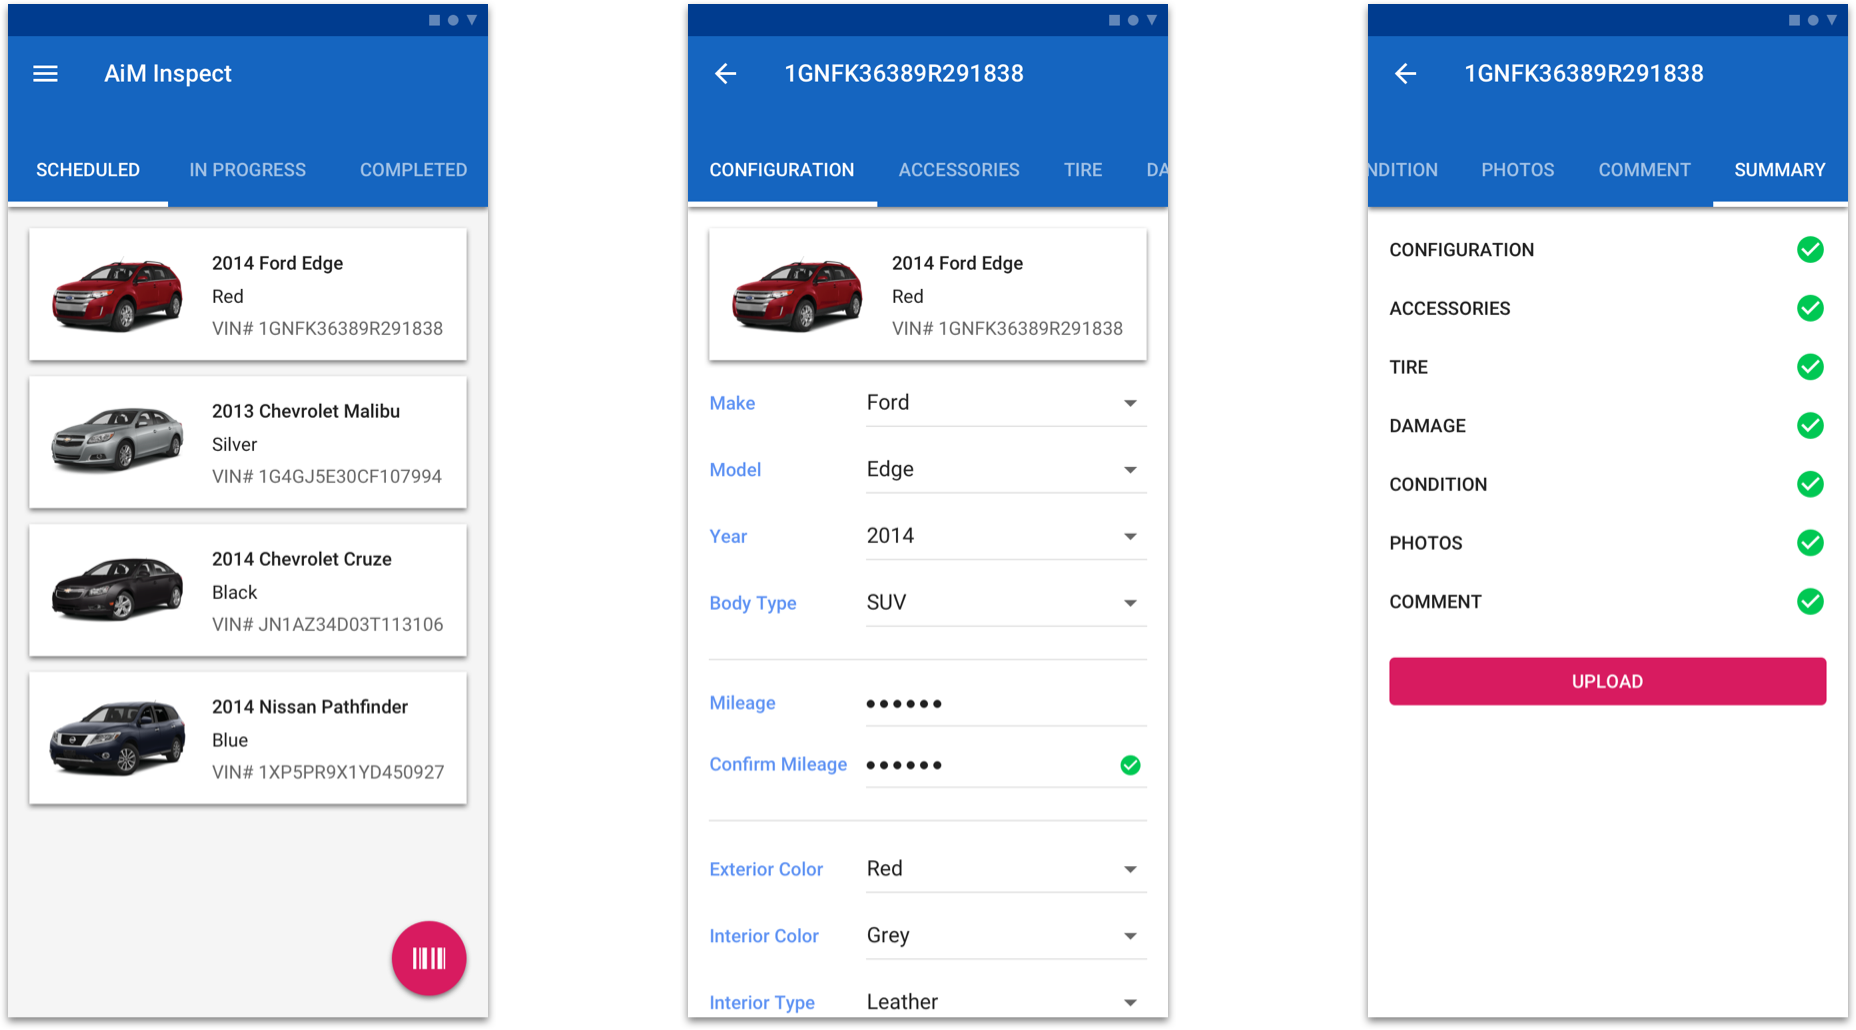 AiM Inspect
SCHEDULED IN PROGRESS COMPLETED
2014 Ford Edge
Red
VIN# 1GNFK36389R291838
2013 Chevrolet Malibu
Silver
VIN# 1G4GJ5E30CF107994
2014 Chevrolet Cruze
Black
VIN# JN1AZ34D03T113106
2014 Nissan Pathfinder
Blue
VIN# 1XP5PR9X1YD450927
1GNFK36389R291838
CONFIGURATION ACCESSORIES TIRE DA
2014 Ford Edge
Red
VIN# 1GNFK36389R291838
Make Ford
Model Edge
Year 2014
Body Type SUV
Mileage ••••••
Confirm Mileage ••••••
Exterior Color Red
Interior Color Grey
Interior Type Leather
1GNFK36389R291838
NDITION PHOTOS COMMENT SUMMARY
CONFIGURATION
ACCESSORIES
TIRE
DAMAGE
CONDITION
PHOTOS
COMMENT
UPLOAD